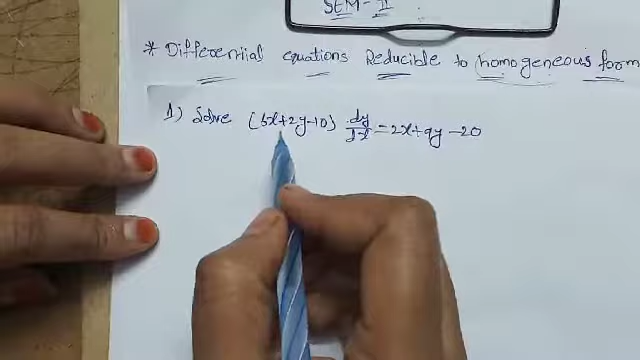 SEM - II
* Differential equations Reducible to homogeneous form
1) Solve (6x+2y-10) dy/dx = 2x+9y-20